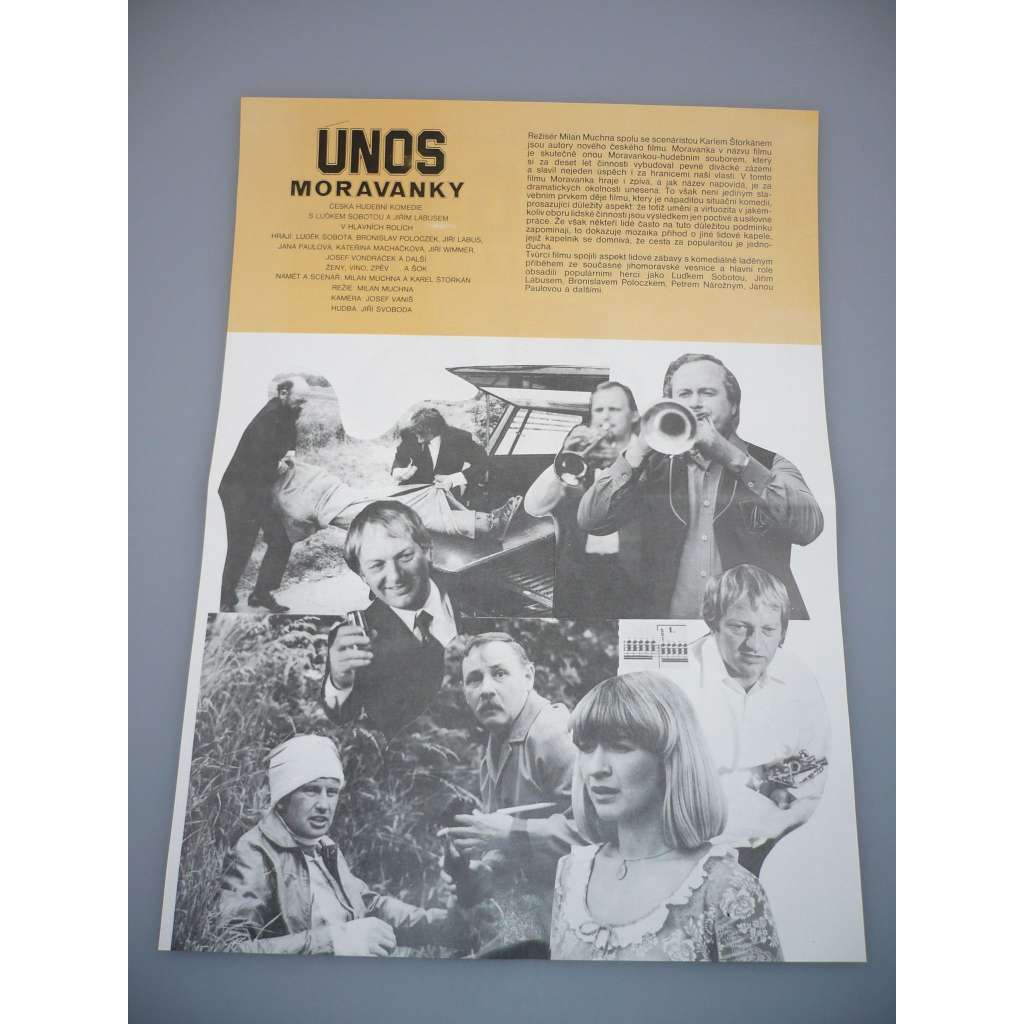 ÚNOS
MORAVANKY
ČESKÁ HUDEBNÍ KOMEDIE
S LUĎKEM SOBOTOU A JIŘÍM LÁBUSEM
V HLAVNÍCH ROLÍCH
HRAJÍ: LUDĚK SOBOTA, BRONISLAV POLOCZEK, JIŘÍ LÁBUS,
JANA PAULOVÁ, KATEŘINA MACHAČKOVÁ, JIŘÍ WIMMER,
JOSEF VONDRÁČEK A DALŠÍ
ŽENY, VÍNO, ZPĚV A ŠOK
NÁMĚT A SCÉNÁŘ: MILAN MUCHNA A KAREL ŠTORKÁN
REŽIE: MILAN MUCHNA
KAMERA: JOSEF VANIŠ
HUDBA: JIŘÍ SVOBODA
Režisér Milan Muchna spolu se scenáristou Karlem Štorkánem
jsou autory nového českého filmu. Moravanka v názvu filmu
je skutečně onou Moravankou-hudebním souborem, který
si za deset let činnosti vybudoval pevné divácké zázemí
a slavil nejeden úspěch i za hranicemi naší vlasti. V tomto
filmu Moravanka hraje i zpívá, a jak název napovídá, je za
dramatických okolností unesena. To však není jediným sta-
vebním prvkem děje filmu, který je nápaditou situační komedií,
prosazující důležitý aspekt: že totiž umění a virtuozita v jakém-
koliv oboru lidské činnosti jsou výsledkem jen poctivé a usilovné
práce. Že však někteří lidé často na tuto důležitou podmínku
zapomínají, to dokazuje mozaika příhod o jiné lidové kapele,
jejíž kapelník se domnívá, že cesta za popularitou je jedno-
duchá.
Tvůrci filmu spojili aspekt lidové zábavy s komediálně laděným
příběhem ze současné jihomoravské vesnice a hlavní role
obsadili populárními herci jako Luďkem Sobotou, Jiřím
Lábusem, Bronislavem Poloczkem, Petrem Nárožným, Janou
Paulovou a dalšími.
1.